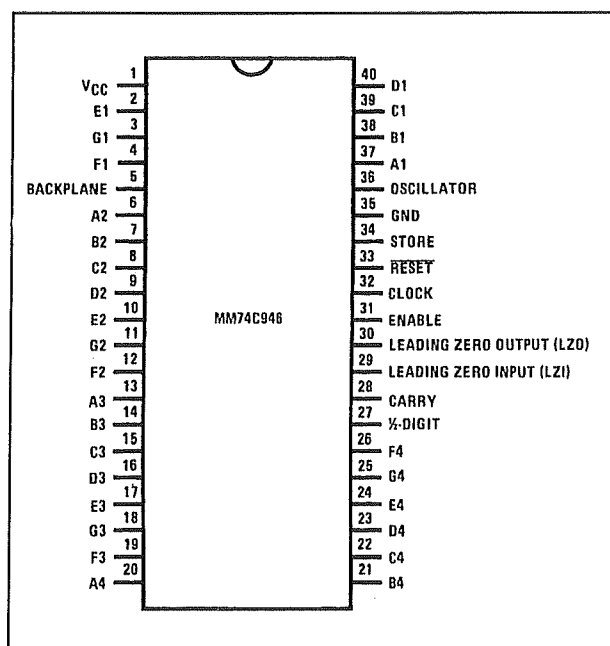 1
VCC
2
E1
3
G1
4
F1
5
BACKPLANE
6
A2
7
B2
8
C2
9
D2
10
E2
11
G2
12
F2
13
A3
14
B3
15
C3
16
D3
17
E3
18
G3
19
F3
20
A4
MM74C946
40
D1
39
C1
38
B1
37
A1
36
OSCILLATOR
35
GND
34
STORE
33
RESET
32
CLOCK
31
ENABLE
30
LEADING ZERO OUTPUT (LZO)
29
LEADING ZERO INPUT (LZI)
28
CARRY
27
½-DIGIT
26
F4
25
G4
24
E4
23
D4
22
C4
21
B4